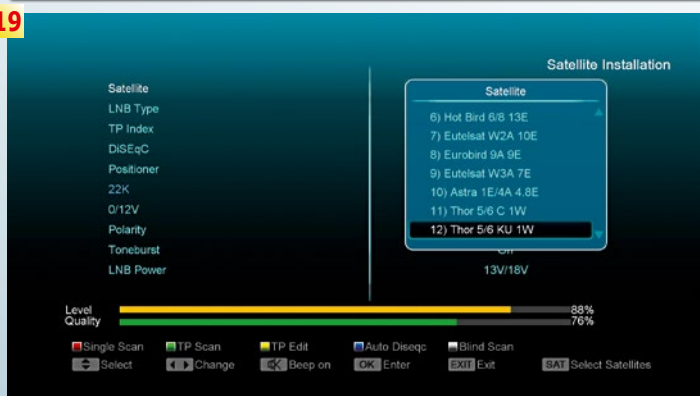 19
Satellite Installation
Satellite
LNB Type
TP Index
DiSEqC
Positioner
22K
0/12V
Polarity
Toneburst
LNB Power
Satellite
6) Hot Bird 6/8 13E
7) Eutelsat W2A 10E
8) Eurobird 9A 9E
9) Eutelsat W3A 7E
10) Astra 1E/4A 4.8E
11) Thor 5/6 C 1W
12) Thor 5/6 KU 1W
13V/18V
Level 88%
Quality 76%
Single Scan TP Scan TP Edit Auto Diseqc Blind Scan
Select Change Beep on OK Enter EXIT Exit SAT Select Satellites